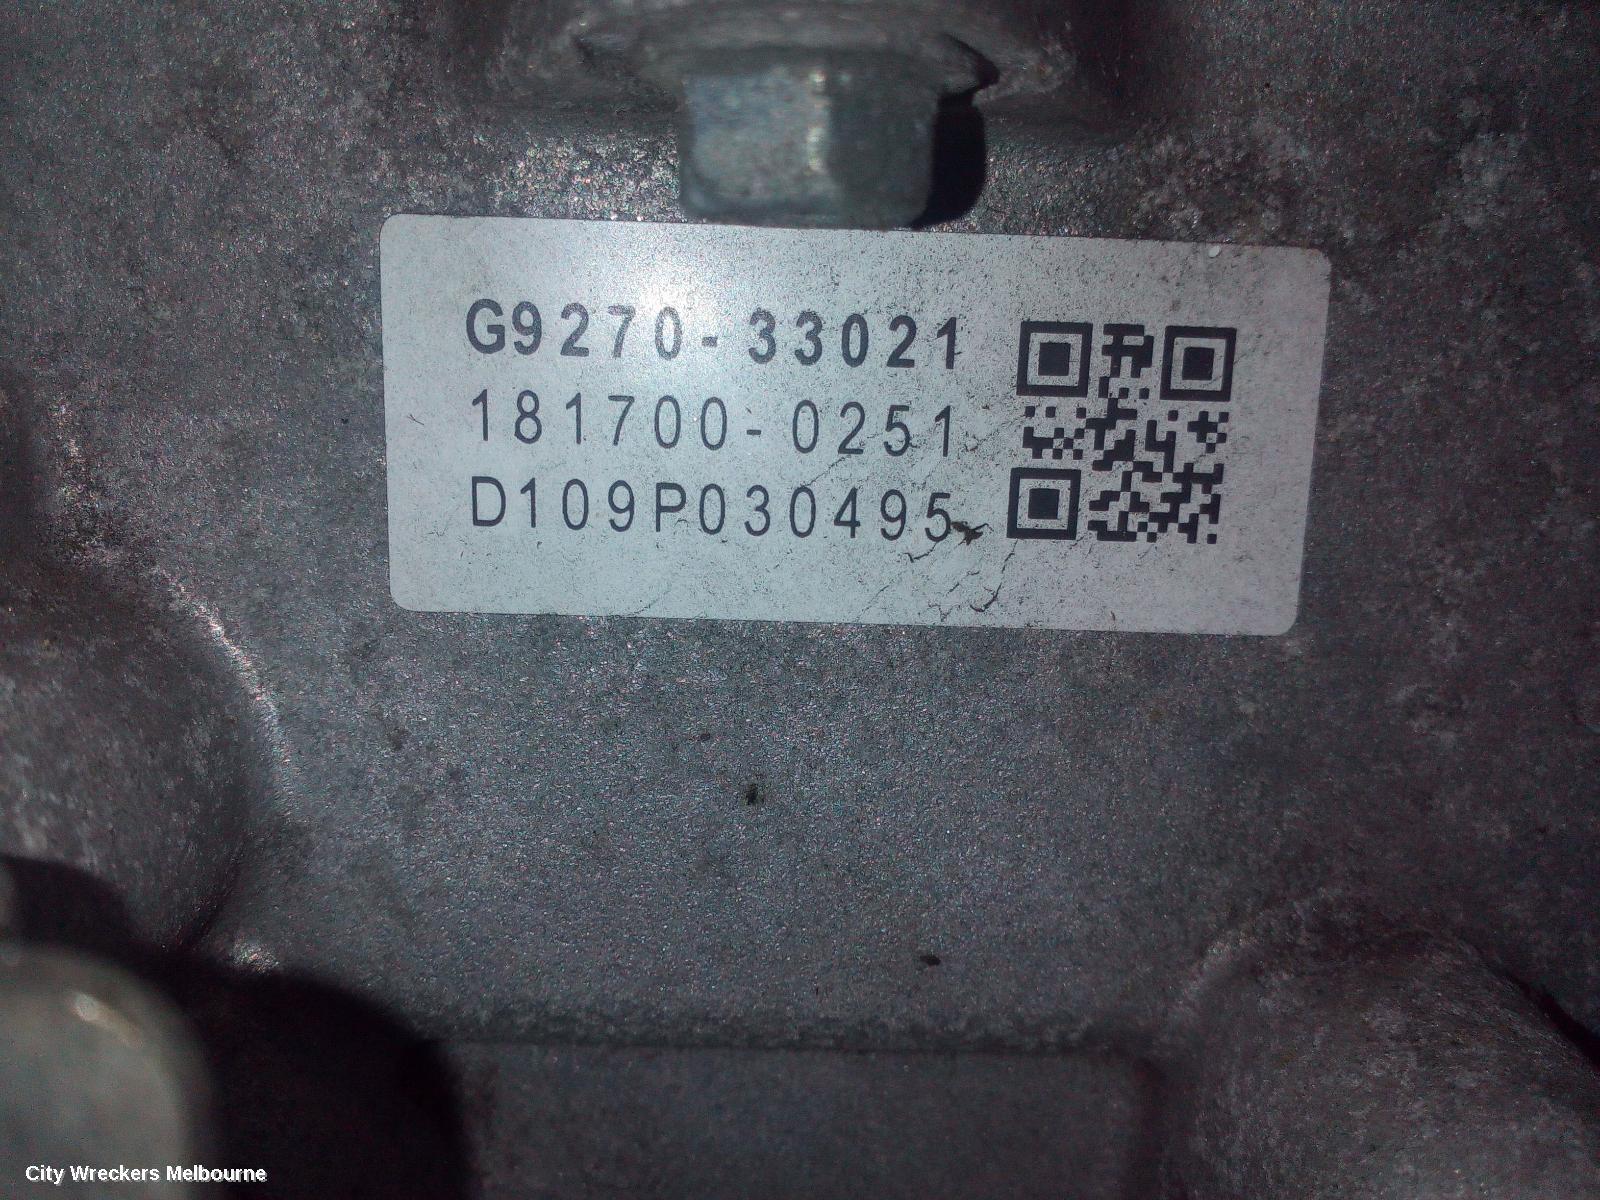 G9270-33021
181700-0251
D109P030495
City Wreckers Melbourne